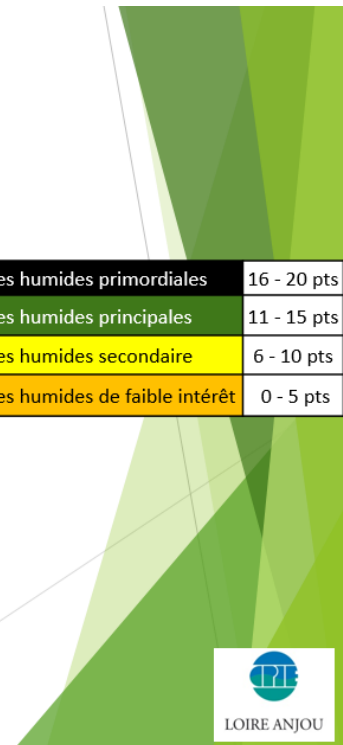 es humides primordiales 16 - 20 pts
es humides principales 11 - 15 pts
es humides secondaire 6 - 10 pts
es humides de faible intérêt 0 - 5 pts
CPIE
LOIRE ANJOU